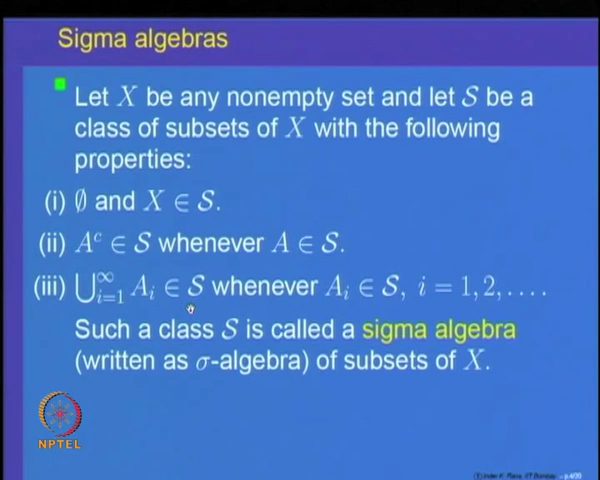 Sigma algebras
Let X be any nonempty set and let 𝒮 be a
class of subsets of X with the following
properties:
(i) ∅ and X ∈ 𝒮.
(ii) Aᶜ ∈ 𝒮 whenever A ∈ 𝒮.
(iii) ⋃_{i=1}^{∞} A_i ∈ 𝒮 whenever A_i ∈ 𝒮, i = 1, 2, ....
Such a class 𝒮 is called a sigma algebra
(written as σ-algebra) of subsets of X.
NPTEL